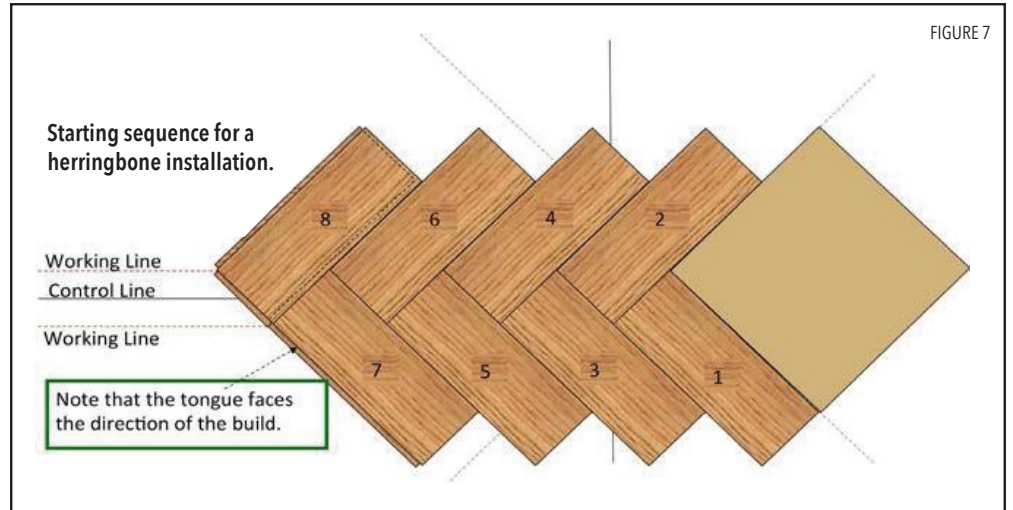 FIGURE 7
Starting sequence for a
herringbone installation.
8
6
4
2
Working Line
Control Line
Working Line
7
5
3
1
Note that the tongue faces
the direction of the build.